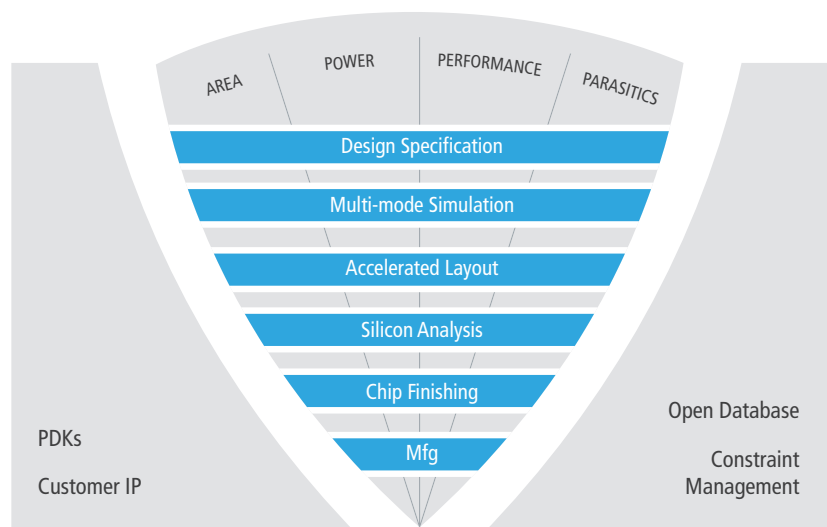 AREA
POWER
PERFORMANCE
PARASITICS
Design Specification
Multi-mode Simulation
Accelerated Layout
Silicon Analysis
Chip Finishing
Mfg
PDKs
Customer IP
Open Database
Constraint
Management